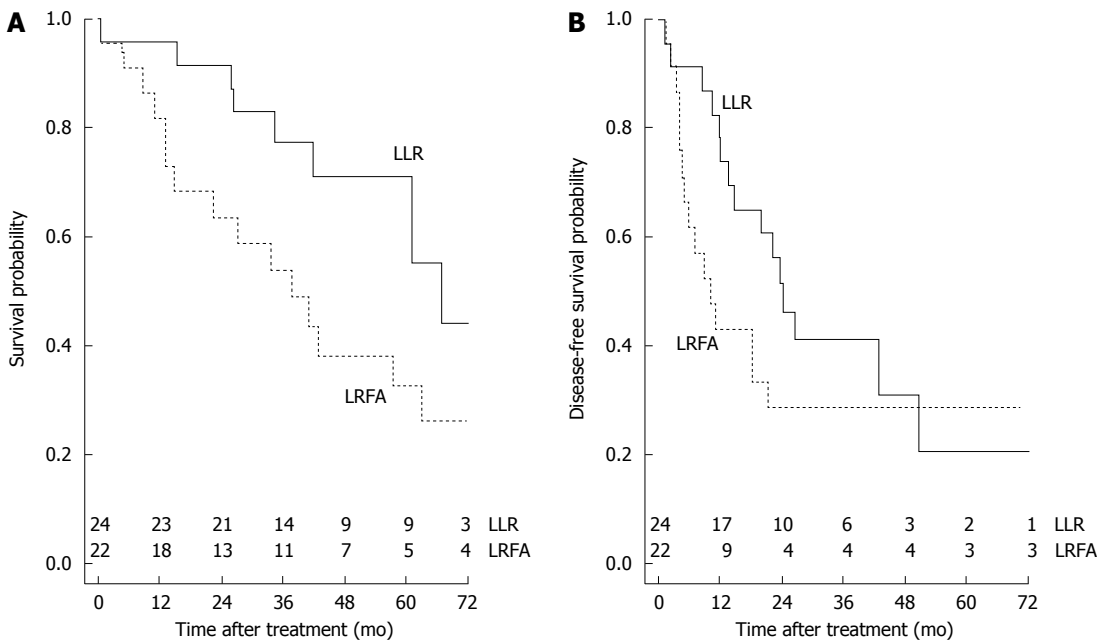 A
Survival probability
1.0
0.8
0.6
0.4
0.2
0.0
LLR
LRFA
24 23 21 14 9 9 3 LLR
22 18 13 11 7 5 4 LRFA
0 12 24 36 48 60 72
Time after treatment (mo)
B
Disease-free survival probability
1.0
0.8
0.6
0.4
0.2
0.0
LLR
LRFA
24 17 10 6 3 2 1 LLR
22 9 4 4 4 3 3 LRFA
0 12 24 36 48 60 72
Time after treatment (mo)